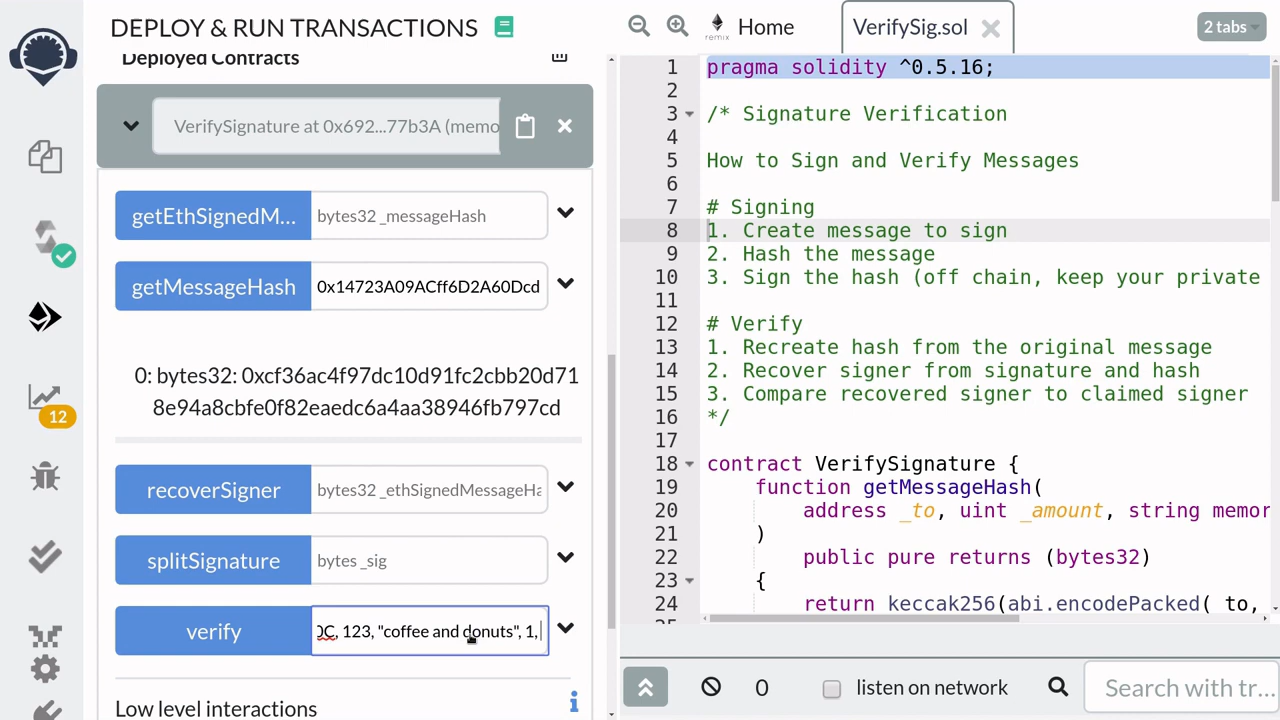 DEPLOY & RUN TRANSACTIONS
Deployed Contracts
VerifySignature at 0x692...77b3A (memo
getEthSignedM...
bytes32 _messageHash
getMessageHash
0x14723A09ACff6D2A60Dcd
0: bytes32: 0xcf36ac4f97dc10d91fc2cbb20d71
8e94a8cbfe0f82eaedc6a4aa38946fb797cd
recoverSigner
bytes32 _ethSignedMessageHa
splitSignature
bytes _sig
verify
OC, 123, "coffee and donuts", 1,
Low level interactions
12
remix
Home
VerifySig.sol
2 tabs
1 pragma solidity ^0.5.16;
2
3 /* Signature Verification
4
5 How to Sign and Verify Messages
6
7 # Signing
8 1. Create message to sign
9 2. Hash the message
10 3. Sign the hash (off chain, keep your private
11
12 # Verify
13 1. Recreate hash from the original message
14 2. Recover signer from signature and hash
15 3. Compare recovered signer to claimed signer
16 */
17
18 contract VerifySignature {
19 function getMessageHash(
20 address _to, uint _amount, string memor
21 )
22 public pure returns (bytes32)
23 {
24 return keccak256(abi.encodePacked( to,
0
listen on network
Search with tr...